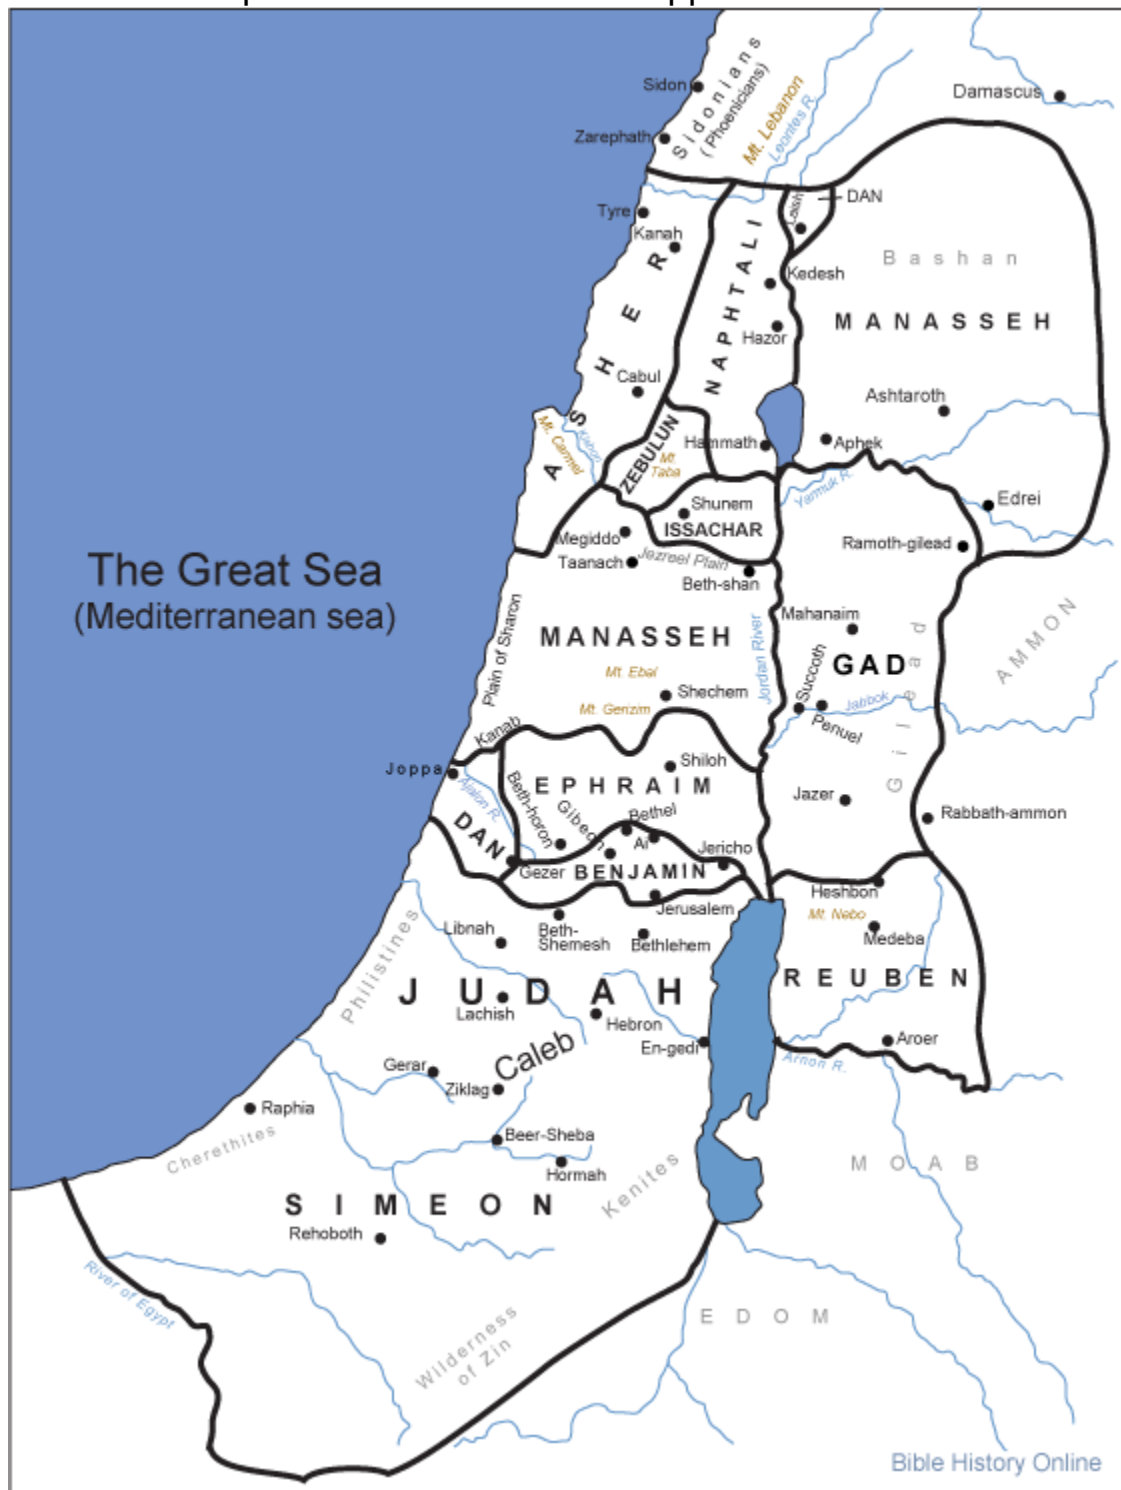 Sidonians
(Phoenicians)
Sidon
Mt. Lebanon
Leontes R.
Damascus
Zarephath
Laish
DAN
Tyre
Kanah
Bashan
Kedesh
ASHER
NAPHTALI
MANASSEH
Hazor
Cabul
Ashtaroth
Mt. Carmel
Kishon
ZEBULUN
Mt.
Taba
Hammath
Aphek
Yarmuk R.
Edrei
Shunem
ISSACHAR
Megiddo
Taanach
Jezreel Plain
Beth-shan
Ramoth-gilead
The Great Sea
(Mediterranean sea)
Plain of Sharon
MANASSEH
Jordan River
Mahanaim
GAD
Gilead
AMMON
Mt. Ebal
Shechem
Mt. Gerizim
Succoth
Jabbok
Penuel
Kanab
Joppa
Ajalon R.
Shiloh
EPHRAIM
Beth-horon
Gibeon
Bethel
Ai
Jazer
Rabbath-ammon
DAN
Gezer
BENJAMIN
Jericho
Heshbon
Jerusalem
Mt. Nebo
Medeba
Philistines
Libnah
Beth-
Shemesh
Bethlehem
JUDAH
REUBEN
Lachish
Hebron
En-gedi
Aroer
Arnon R.
Caleb
Gerar
Ziklag
Raphia
Cherethites
Beer-Sheba
Hormah
Kenites
MOAB
SIMEON
Rehoboth
River of Egypt
Wilderness
of Zin
EDOM
Bible History Online